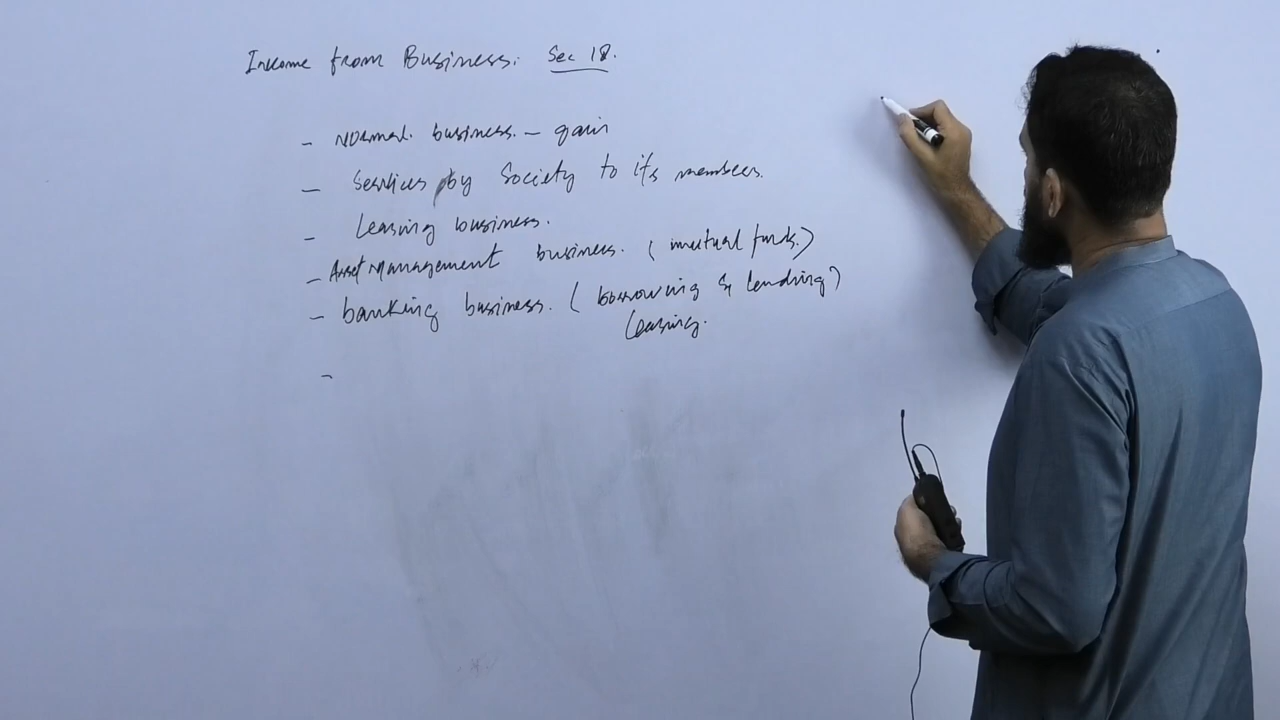 Income from Business. Sec 18.
- Normal business. - gain
- Services by Society to its members.
- Leasing business.
- Asset Management business. (mutual funds.)
- banking business. (borrowing & lending)
leasing.
-